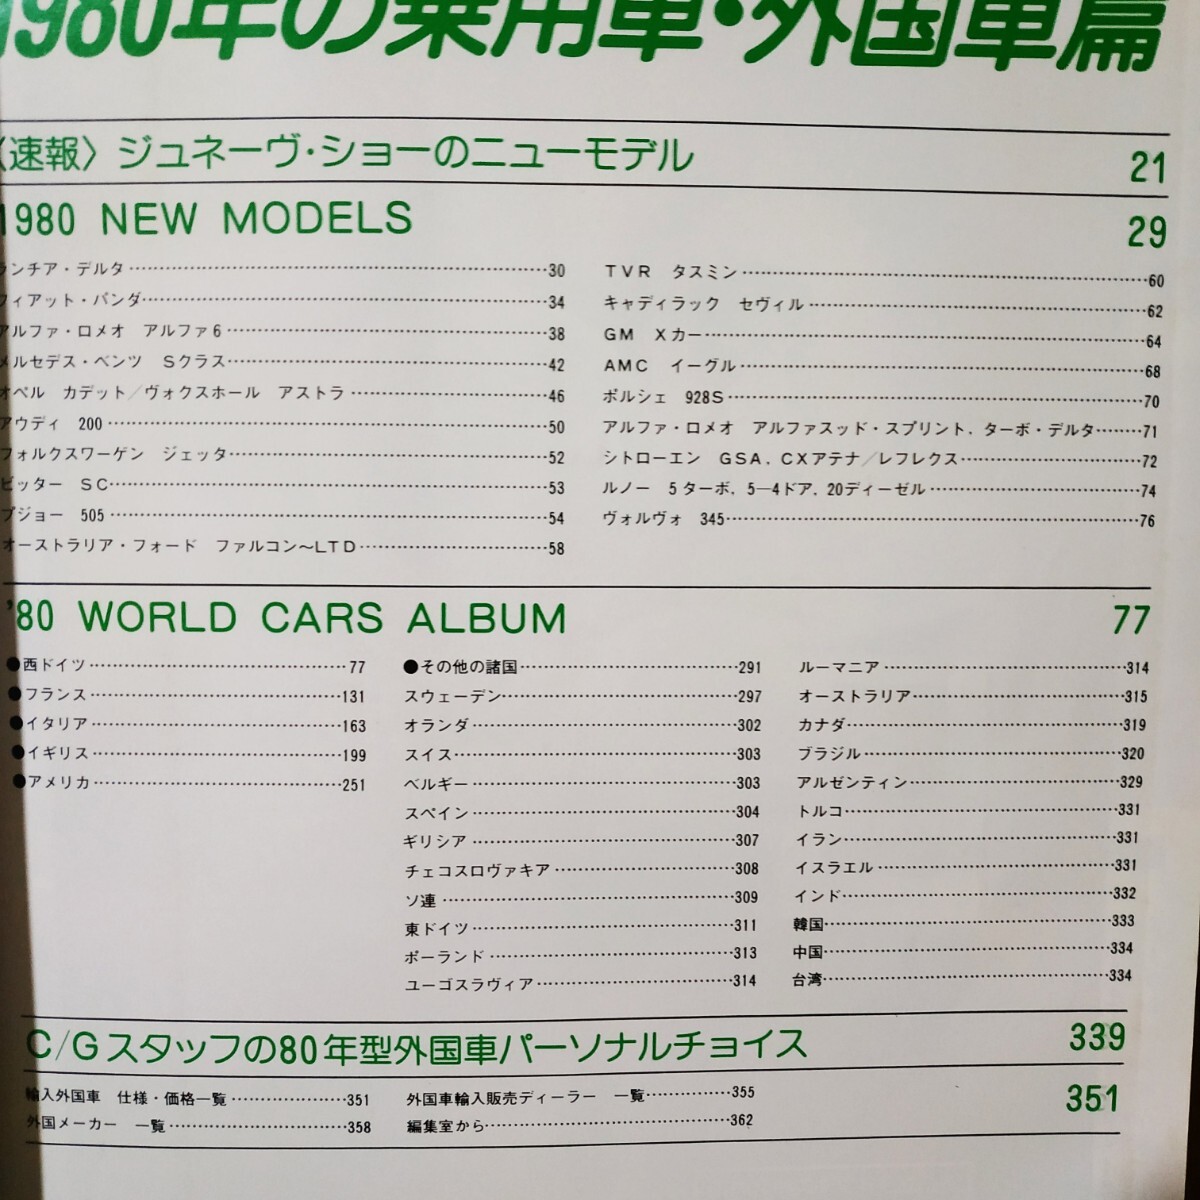 1980年の乗用車・外国車篇
〈速報〉ジュネーヴ・ショーのニューモデル 21
1980 NEW MODELS 29
ランチア・デルタ 30
フィアット・パンダ 34
アルファ・ロメオ アルファ6 38
メルセデス・ベンツ Sクラス 42
オペル カデット/ヴォクスホール アストラ 46
アウディ 200 50
フォルクスワーゲン ジェッタ 52
ビッター SC 53
プジョー 505 54
オーストラリア・フォード ファルコン〜LTD 58
TVR タスミン 60
キャディラック セヴィル 62
GM Xカー 64
AMC イーグル 68
ポルシェ 928S 70
アルファ・ロメオ アルファスッド・スプリント，ターボ・デルタ 71
シトローエン GSA，CXアテナ/レフレクス 72
ルノー 5ターボ，5—4ドア，20ディーゼル 74
ヴォルヴォ 345 76
'80 WORLD CARS ALBUM 77
●西ドイツ 77
●フランス 131
●イタリア 163
●イギリス 199
●アメリカ 251
●その他の諸国 291
スウェーデン 297
オランダ 302
スイス 303
ベルギー 303
スペイン 304
ギリシア 307
チェコスロヴァキア 308
ソ連 309
東ドイツ 311
ポーランド 313
ユーゴスラヴィア 314
ルーマニア 314
オーストラリア 315
カナダ 319
ブラジル 320
アルゼンティン 329
トルコ 331
イラン 331
イスラエル 331
インド 332
韓国 333
中国 334
台湾 334
C/Gスタッフの80年型外国車パーソナルチョイス 339
輸入外国車 仕様・価格一覧 351
外国メーカー 一覧 358
外国車輸入販売ディーラー 一覧 355
編集室から 362
351